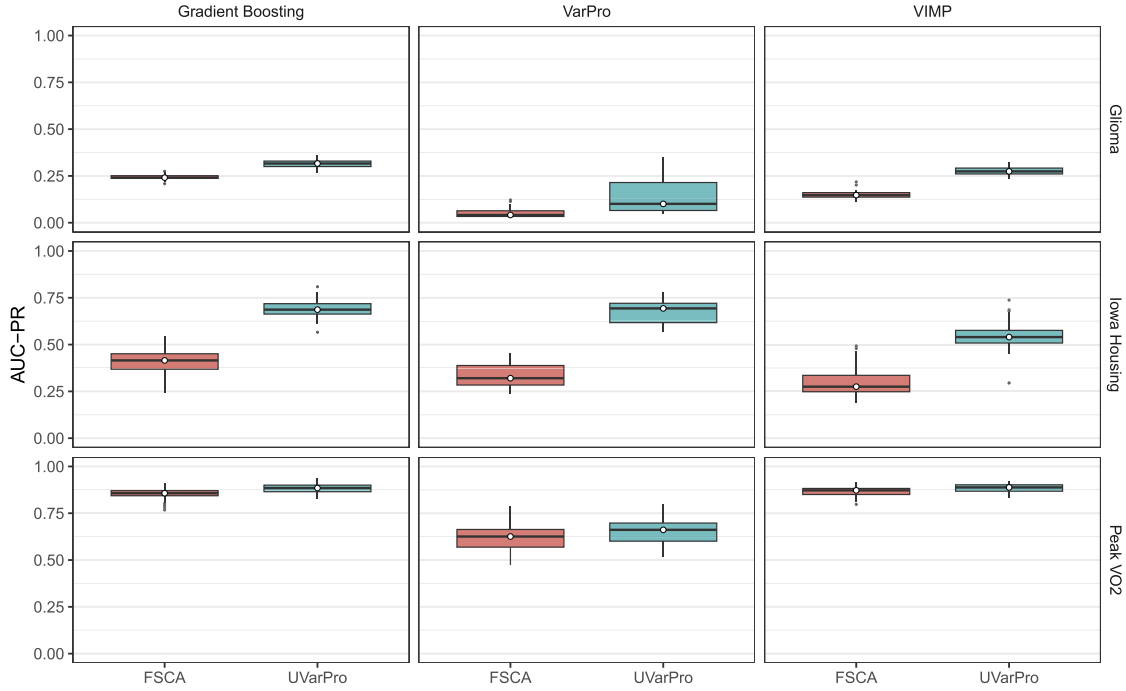 Gradient Boosting
VarPro
VIMP
AUC−PR
1.00
0.75
0.50
0.25
0.00
Glioma
1.00
0.75
0.50
0.25
0.00
Iowa Housing
1.00
0.75
0.50
0.25
0.00
Peak VO2
FSCA
UVarPro
FSCA
UVarPro
FSCA
UVarPro